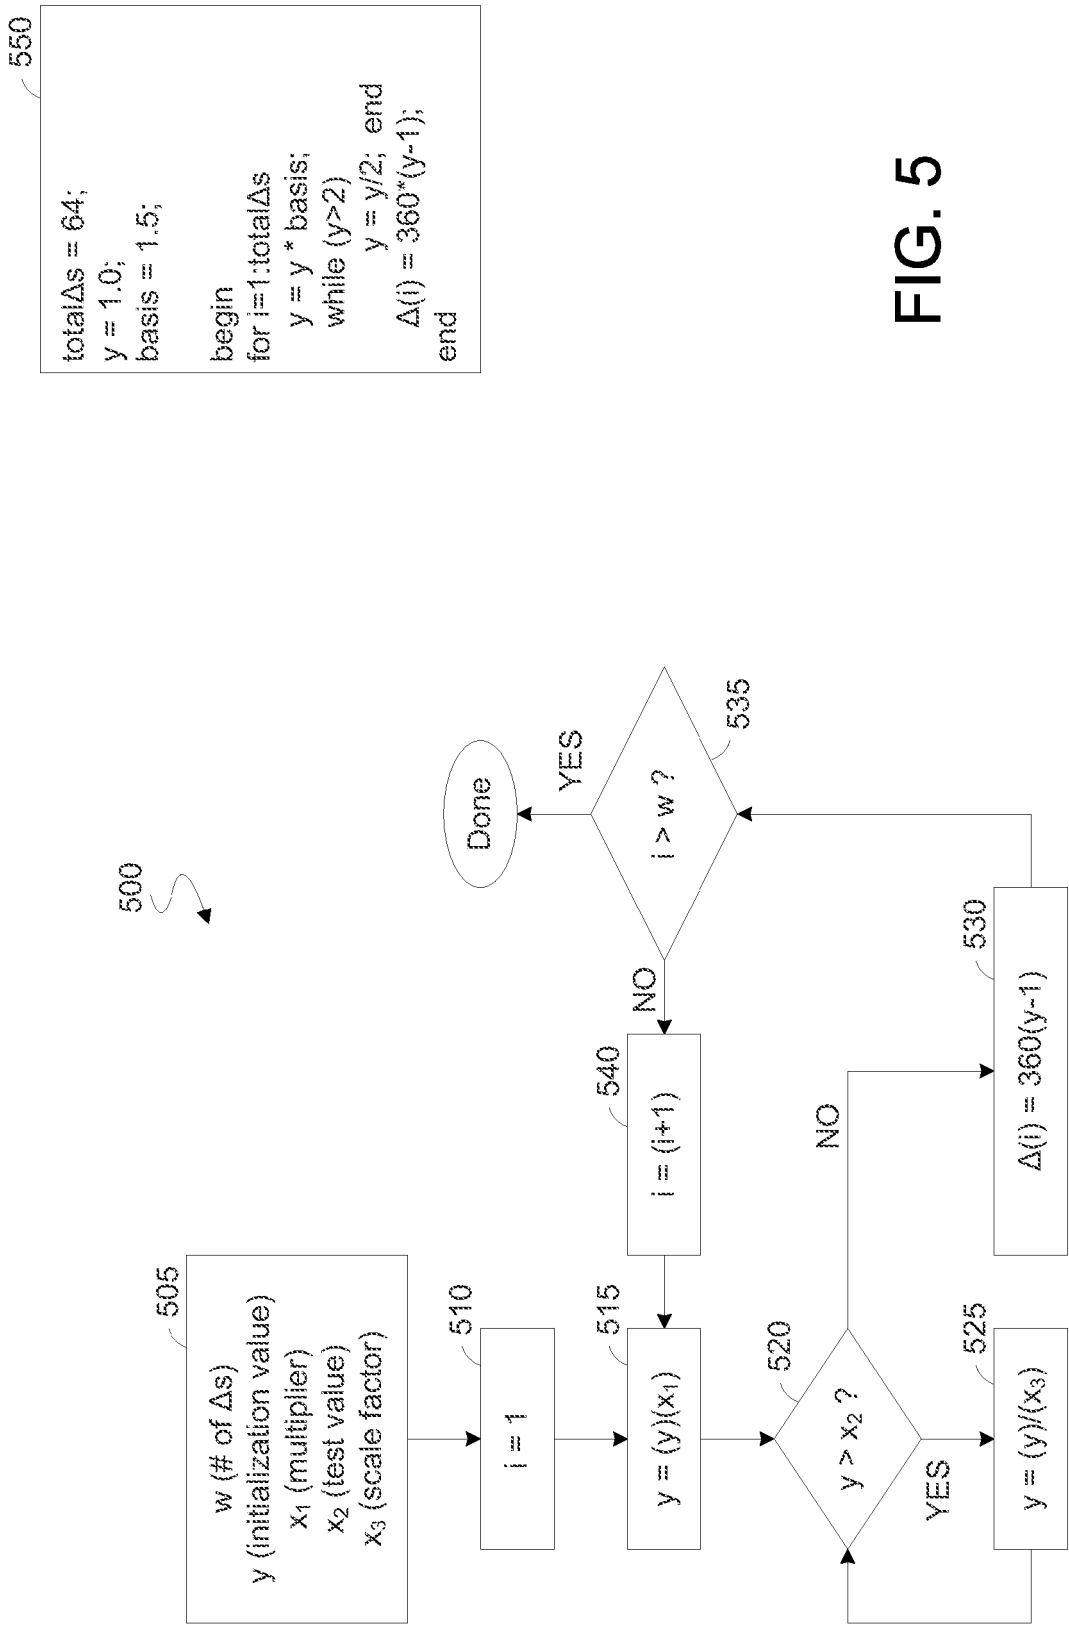 500
505
w (# of Δs)
y (initialization value)
x₁ (multiplier)
x₂ (test value)
x₃ (scale factor)
510
i = 1
515
y = (y)(x₁)
520
y > x₂ ?
YES
NO
525
y = (y)/(x₃)
530
Δ(i) = 360(y-1)
535
i > w ?
YES
NO
Done
540
i = (i+1)
550
totalΔs = 64;
y = 1.0;
basis = 1.5;
begin
for i=1:totalΔs
y = y * basis;
while (y>2)
y = y/2; end
Δ(i) = 360*(y-1);
end
FIG. 5